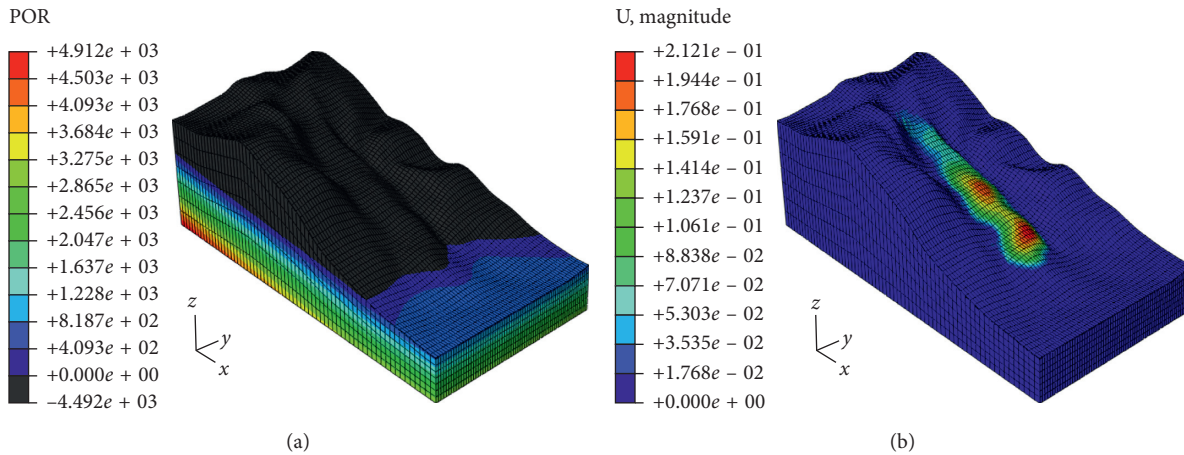 POR
+4.912e + 03
+4.503e + 03
+4.093e + 03
+3.684e + 03
+3.275e + 03
+2.865e + 03
+2.456e + 03
+2.047e + 03
+1.637e + 03
+1.228e + 03
+8.187e + 02
+4.093e + 02
+0.000e + 00
–4.492e + 03
z
y
x
(a)
U, magnitude
+2.121e – 01
+1.944e – 01
+1.768e – 01
+1.591e – 01
+1.414e – 01
+1.237e – 01
+1.061e – 01
+8.838e – 02
+7.071e – 02
+5.303e – 02
+3.535e – 02
+1.768e – 02
+0.000e + 00
z
y
x
(b)